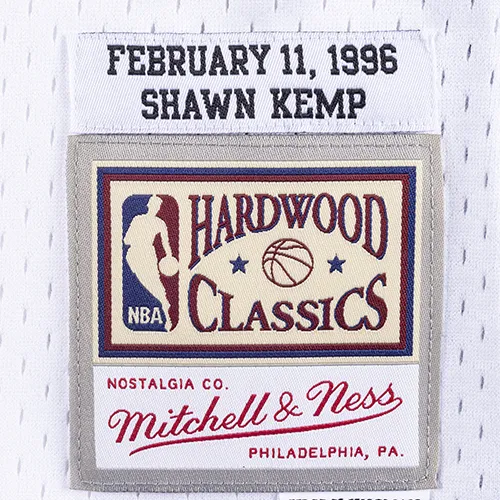 FEBRUARY 11, 1996
SHAWN KEMP
HARDWOOD
CLASSICS
NBA
NOSTALGIA CO.
Mitchell & Ness
PHILADELPHIA, PA.